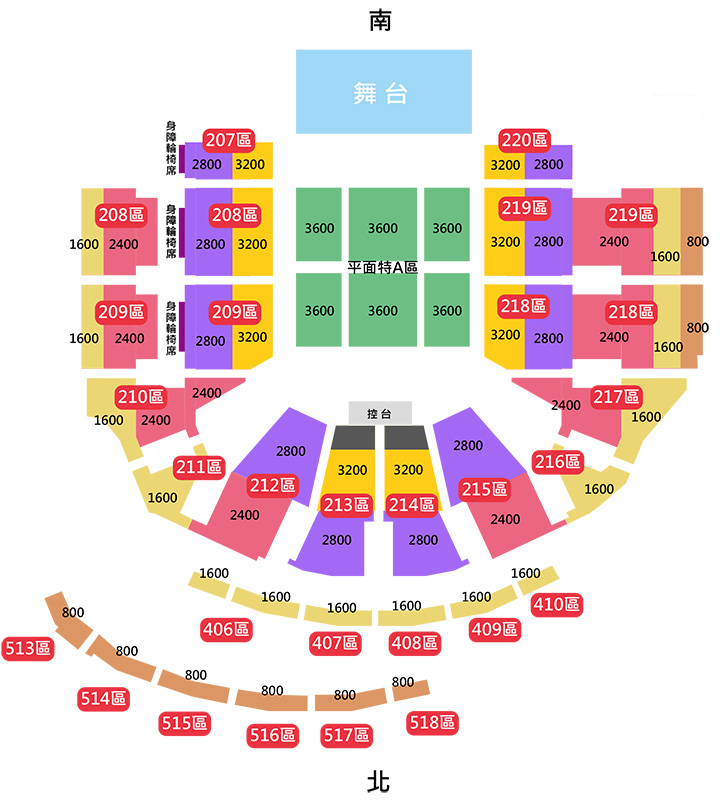 南
舞台
身障輪椅席
207區
2800 3200
220區
3200 2800
208區
1600 2400
身障輪椅席
208區
2800 3200
3600 3600 3600
219區
3200 2800
219區
2400 1600 800
平面特A區
209區
1600 2400
身障輪椅席
209區
2800 3200
3600 3600 3600
218區
3200 2800
218區
2400 1600 800
210區
1600 2400 2400
217區
2400 1600
控台
211區
1600
212區
2800
2400
213區
3200
2800
214區
3200
2800
215區
2800
2400
216區
1600
1600 1600 1600 1600 1600 1600
406區 407區 408區 409區 410區
800 800 800 800 800 800
513區 514區 515區 516區 517區 518區
北